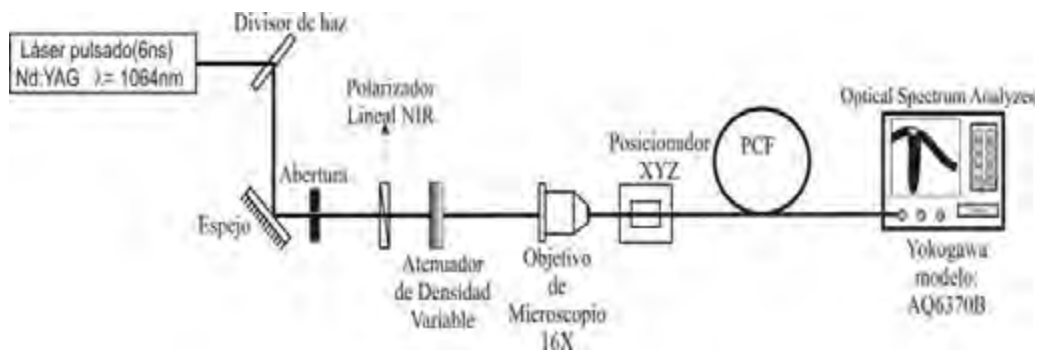 Divisor de haz
Láser pulsado(6ns)
Nd:YAG λ= 1064nm
Polarizador
Lineal NIR
Optical Spectrum Analyzer
Posicionador
XYZ
PCF
Abertura
Espejo
Atenuador
de Densidad
Variable
Objetivo
de
Microscopio
16X
Yokogawa
modelo:
AQ6370B